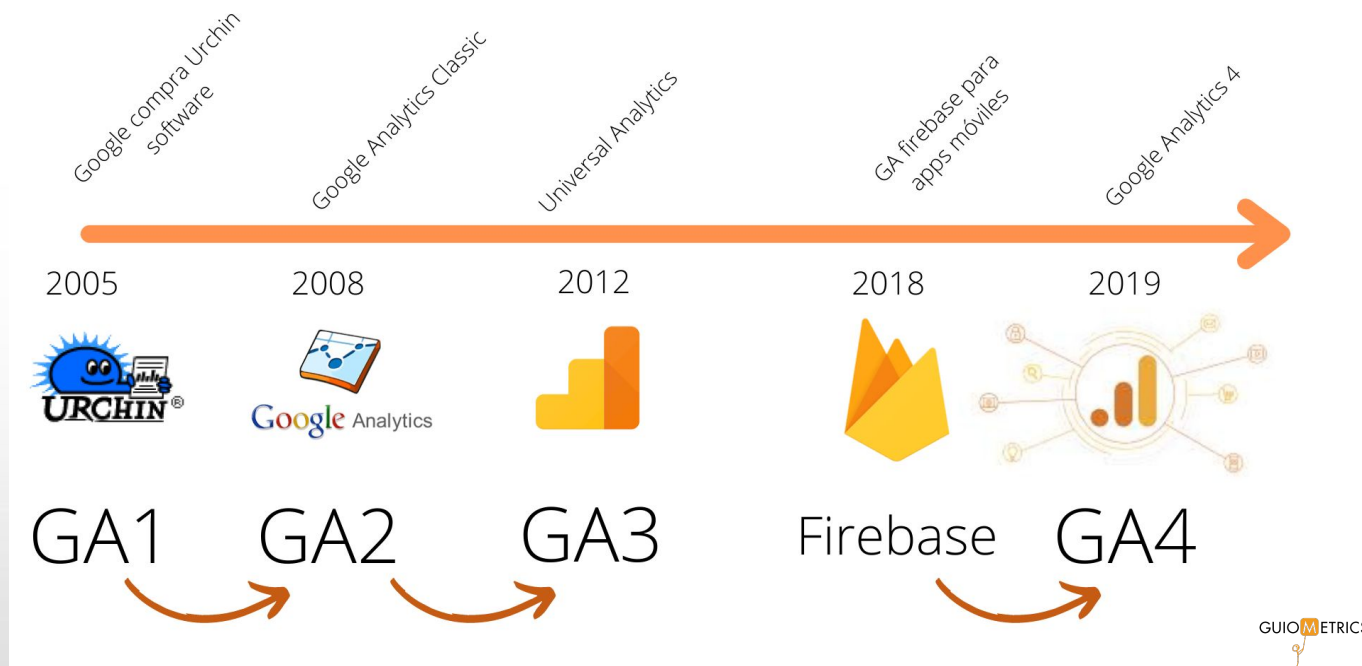 Google compra Urchin
software
Google Analytics Classic
Universal Analytics
GA firebase para
apps móviles
Google Analytics 4
2005
2008
2012
2018
2019
URCHIN®
Google Analytics
GA1
GA2
GA3
Firebase
GA4
GUIOMETRICS